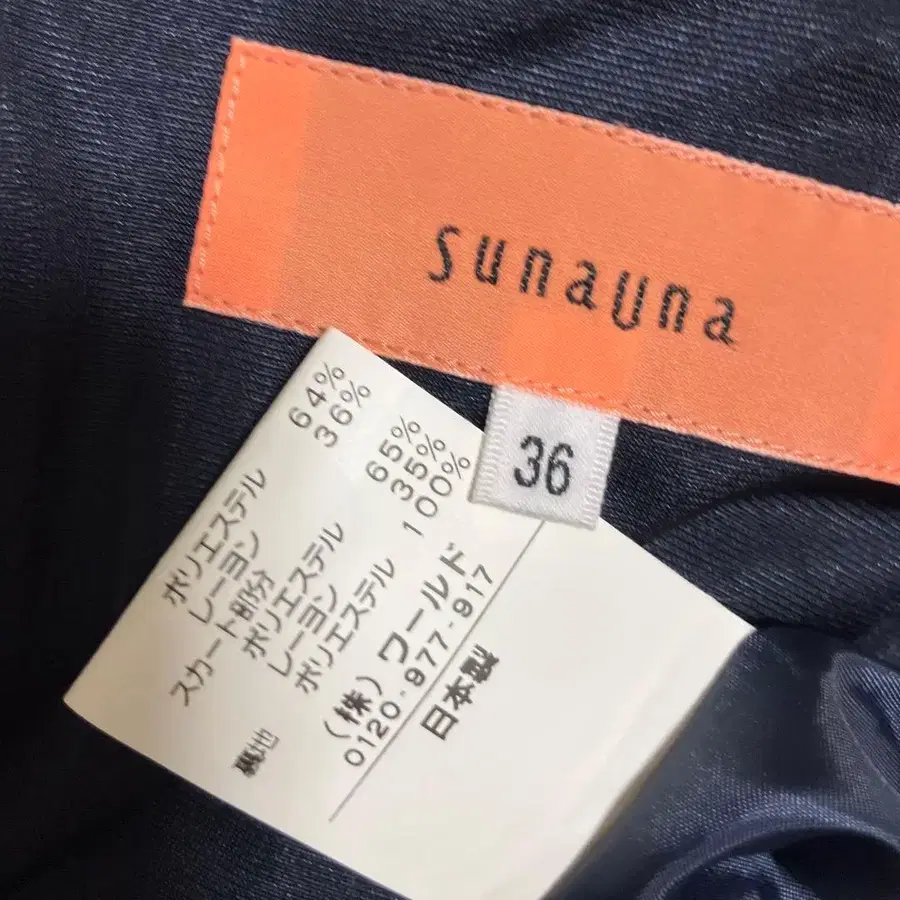 sunauna
36
ポリエステル 64%
レーヨン 36%
スカート部分
ポリエステル 65%
レーヨン 35%
裏地 ポリエステル 100%
(株)ワールド
0120-977-917
日本製